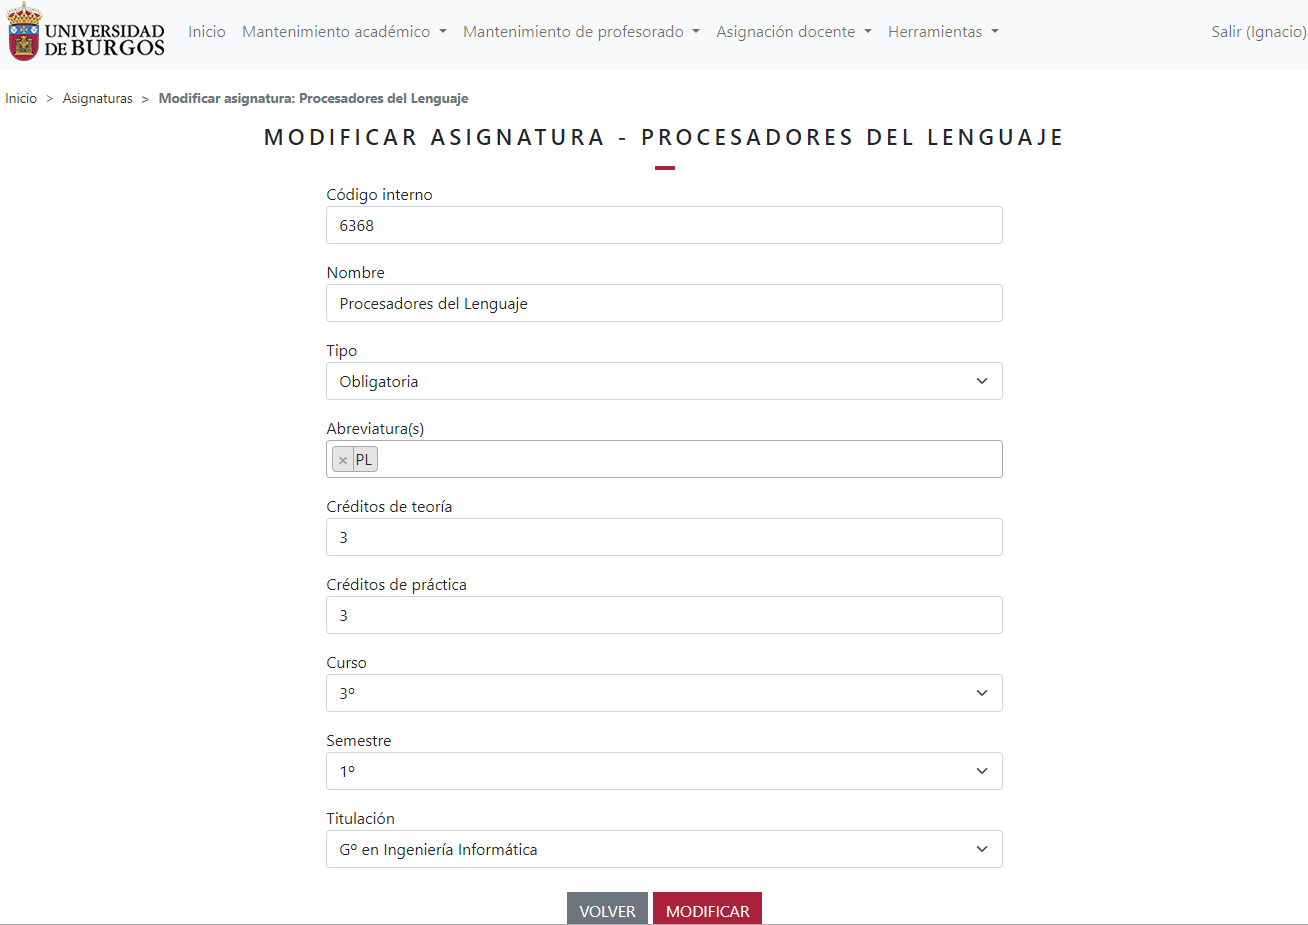 UNIVERSIDAD
DE BURGOS
Inicio Mantenimiento académico Mantenimiento de profesorado Asignación docente Herramientas Salir (Ignacio)
Inicio > Asignaturas > Modificar asignatura: Procesadores del Lenguaje
MODIFICAR ASIGNATURA - PROCESADORES DEL LENGUAJE
Código interno
6368
Nombre
Procesadores del Lenguaje
Tipo
Obligatoria
Abreviatura(s)
× PL
Créditos de teoría
3
Créditos de práctica
3
Curso
3º
Semestre
1º
Titulación
Gº en Ingeniería Informática
VOLVER MODIFICAR